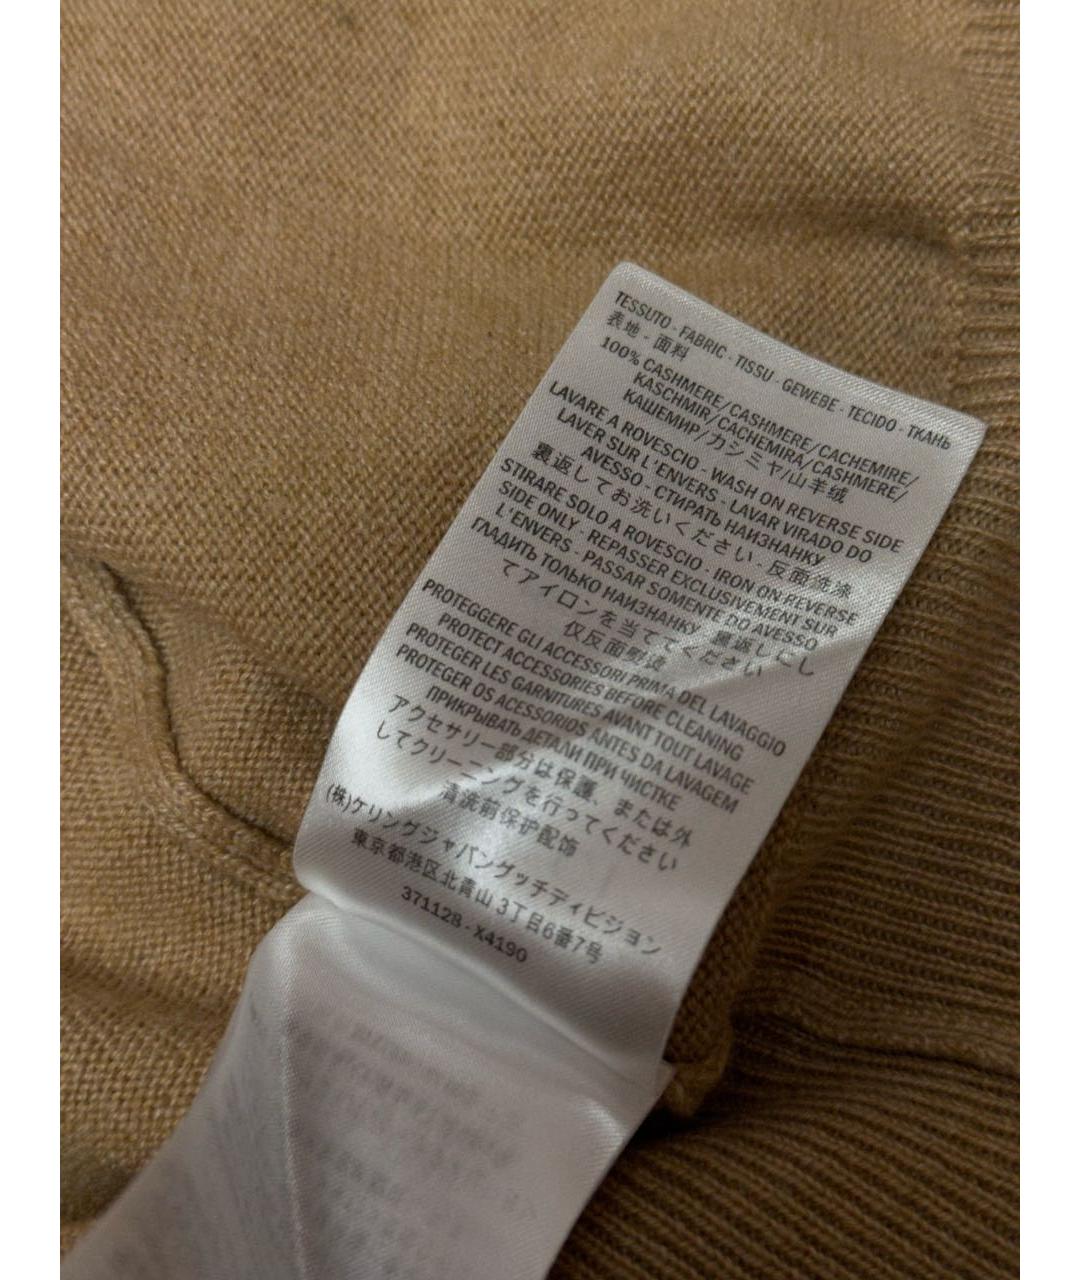 TESSUTO - FABRIC - TISSU - GEWEBE - TECIDO - ТКАНЬ
表地 - 面料
100% CASHMERE/CASHMERE/CACHEMIRE/
KASCHMIR/CACHEMIRA/CASHMERE/
КАШЕМИР/カシミヤ/山羊绒
LAVARE A ROVESCIO - WASH ON REVERSE SIDE
LAVER SUR L'ENVERS - LAVAR VIRADO DO
AVESSO - СТИРАТЬ НАИЗНАНКУ
裏返してお洗いください - 反面洗涤
STIRARE SOLO A ROVESCIO - IRON ON REVERSE
SIDE ONLY - REPASSER EXCLUSIVEMENT SUR
L'ENVERS - PASSAR SOMENTE DO AVESSO
ГЛАДИТЬ ТОЛЬКО НАИЗНАНКУ - 裏返しにし
てアイロンを当ててください
仅反面熨烫
PROTEGGERE GLI ACCESSORI PRIMA DEL LAVAGGIO
PROTECT ACCESSORIES BEFORE CLEANING
PROTEGER LES GARNITURES AVANT TOUT LAVAGE
PROTEGER OS ACESSORIOS ANTES DA LAVAGEM
ПРИКРЫВАТЬ ДЕТАЛИ ПРИ ЧИСТКЕ
アクセサリー部分は保護、または外
してクリーニングを行ってください
清洗前保护配饰
(株)ケリングジャパングッチディビジョン
東京都港区北青山3丁目6番7号
371128 - X4190